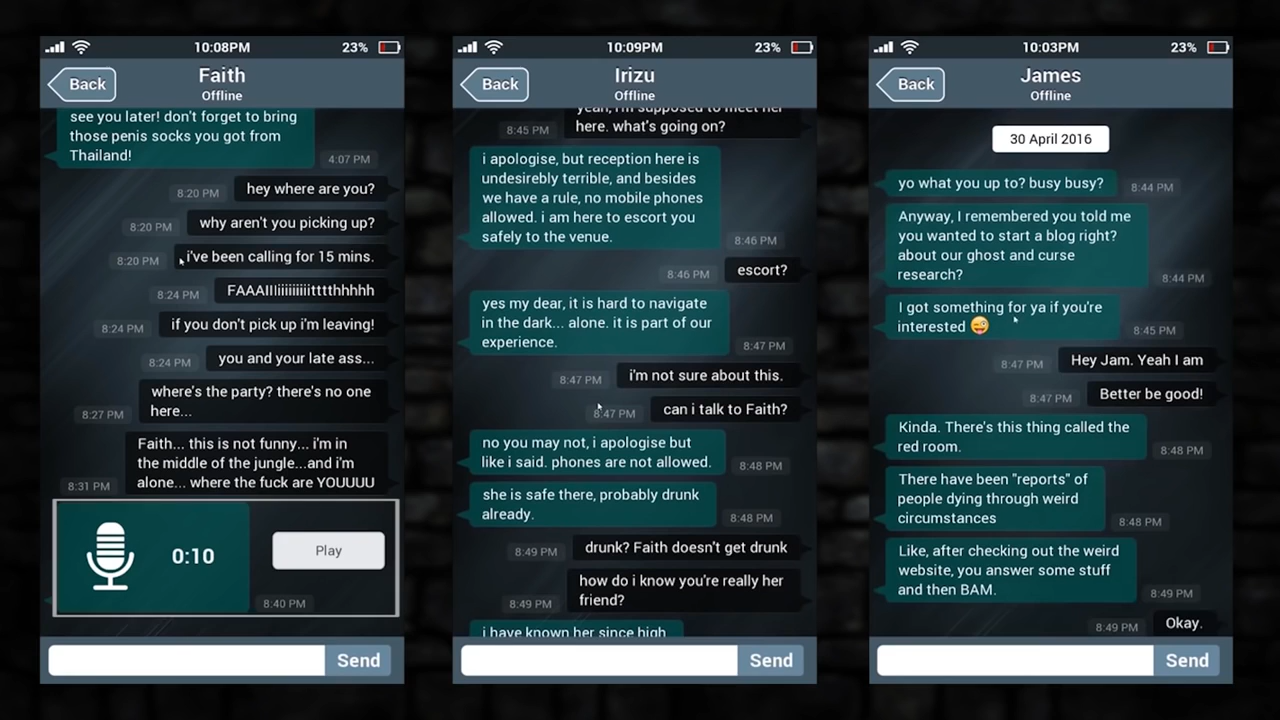 10:08PM
23%
Back
Faith
Offline
see you later! don't forget to bring
those penis socks you got from
Thailand!
4:07 PM
8:20 PM
hey where are you?
8:20 PM
why aren't you picking up?
8:20 PM
i've been calling for 15 mins.
8:24 PM
8:24 PM
if you don't pick up i'm leaving!
8:24 PM
you and your late ass...
where's the party? there's no one
here...
8:27 PM
Faith... this is not funny... i'm in
the middle of the jungle...and i'm
alone... where the fuck are YOUUUU
8:31 PM
0:10
Play
8:40 PM
Send
10:09PM
23%
Back
Irizu
Offline
yeah, i'm supposed to meet her
here. what's going on?
8:45 PM
i apologise, but reception here is
undesirebly terrible, and besides
we have a rule, no mobile phones
allowed. i am here to escort you
safely to the venue.
8:46 PM
8:46 PM
escort?
yes my dear, it is hard to navigate
in the dark... alone. it is part of our
experience.
8:47 PM
8:47 PM
i'm not sure about this.
8:47 PM
can i talk to Faith?
no you may not, i apologise but
like i said. phones are not allowed.
8:48 PM
she is safe there, probably drunk
already.
8:48 PM
8:49 PM
drunk? Faith doesn't get drunk
how do i know you're really her
friend?
8:49 PM
i have known her since high
Send
10:03PM
23%
Back
James
Offline
30 April 2016
yo what you up to? busy busy?
8:44 PM
Anyway, I remembered you told me
you wanted to start a blog right?
about our ghost and curse
research?
8:44 PM
I got something for ya if you're
interested 😜
8:45 PM
8:47 PM
Hey Jam. Yeah I am
8:47 PM
Better be good!
Kinda. There's this thing called the
red room.
8:48 PM
There have been "reports" of
people dying through weird
circumstances
8:48 PM
Like, after checking out the weird
website, you answer some stuff
and then BAM.
8:49 PM
8:49 PM
Okay.
Send